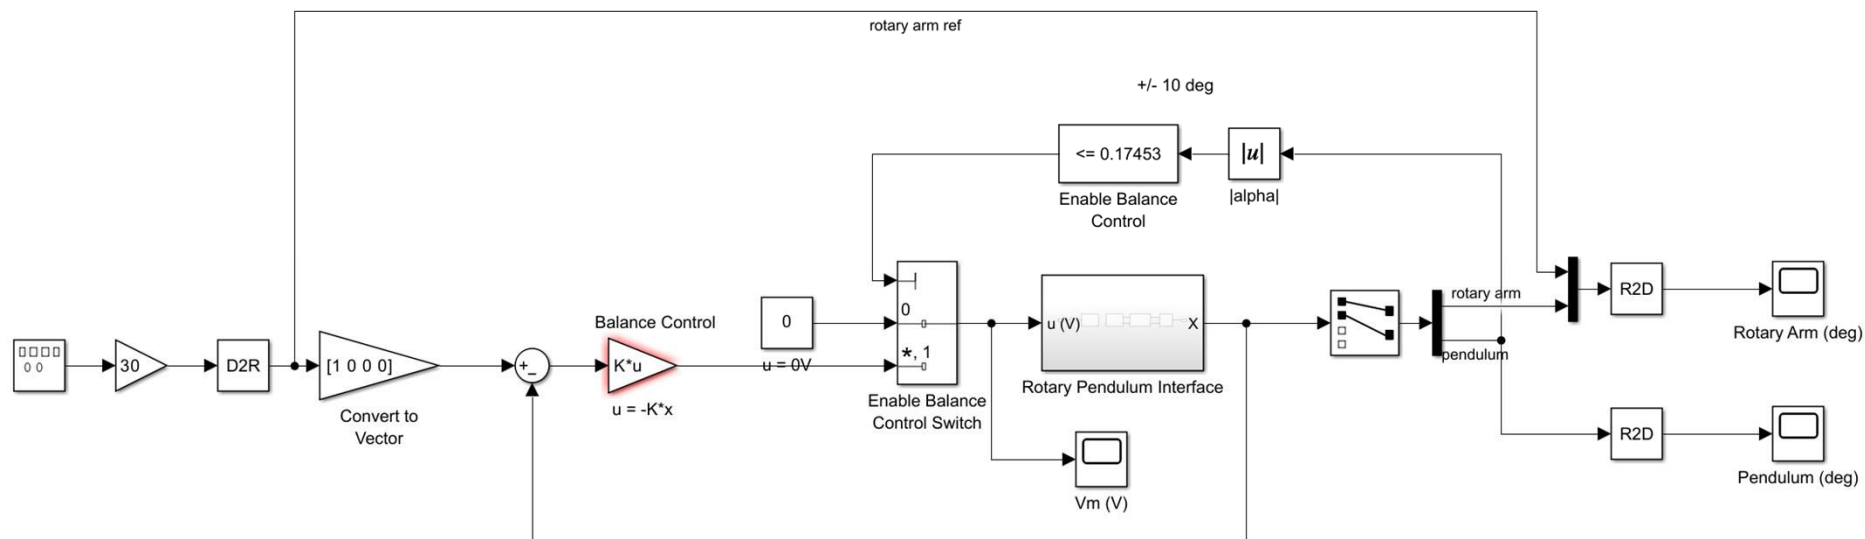 rotary arm ref
+/- 10 deg
<= 0.17453
|u|
Enable Balance
Control
|alpha|
30
D2R
[1 0 0 0]
Convert to
Vector
+
-
Balance Control
K*u
u = -K*x
0
u = 0V
0
*, 1
Enable Balance
Control Switch
u (V)
X
Rotary Pendulum Interface
Vm (V)
rotary arm
pendulum
R2D
Rotary Arm (deg)
R2D
Pendulum (deg)
0 0